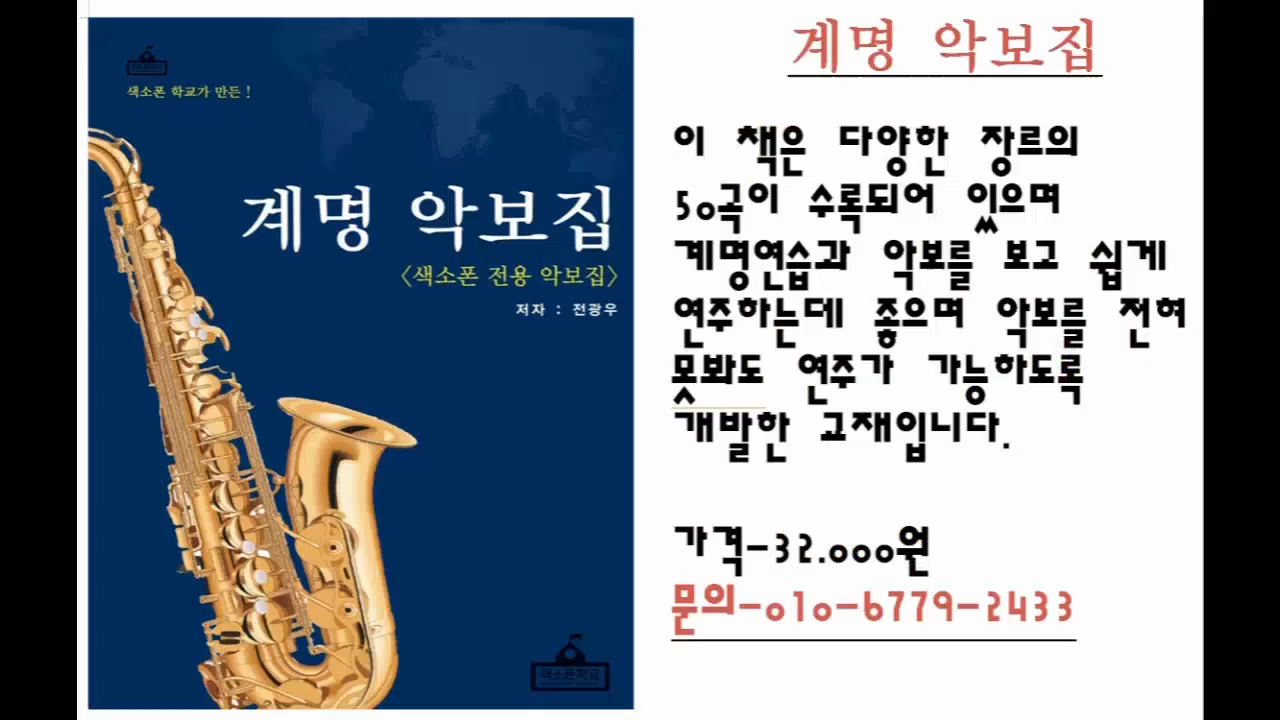 색소폰 학교가 만든 !
계명 악보집
<색소폰 전용 악보집>
저자 : 전광우
색소폰학교
계명 악보집
이 책은 다양한 장르의
50곡이 수록되어 있으며
계명연습과 악보를 보고 쉽게
연주하는데 좋으며 악보를 전혀
못봐도 연주가 가능하도록
개발한 교재입니다.
가격-32.000원
문의-010-6779-2433